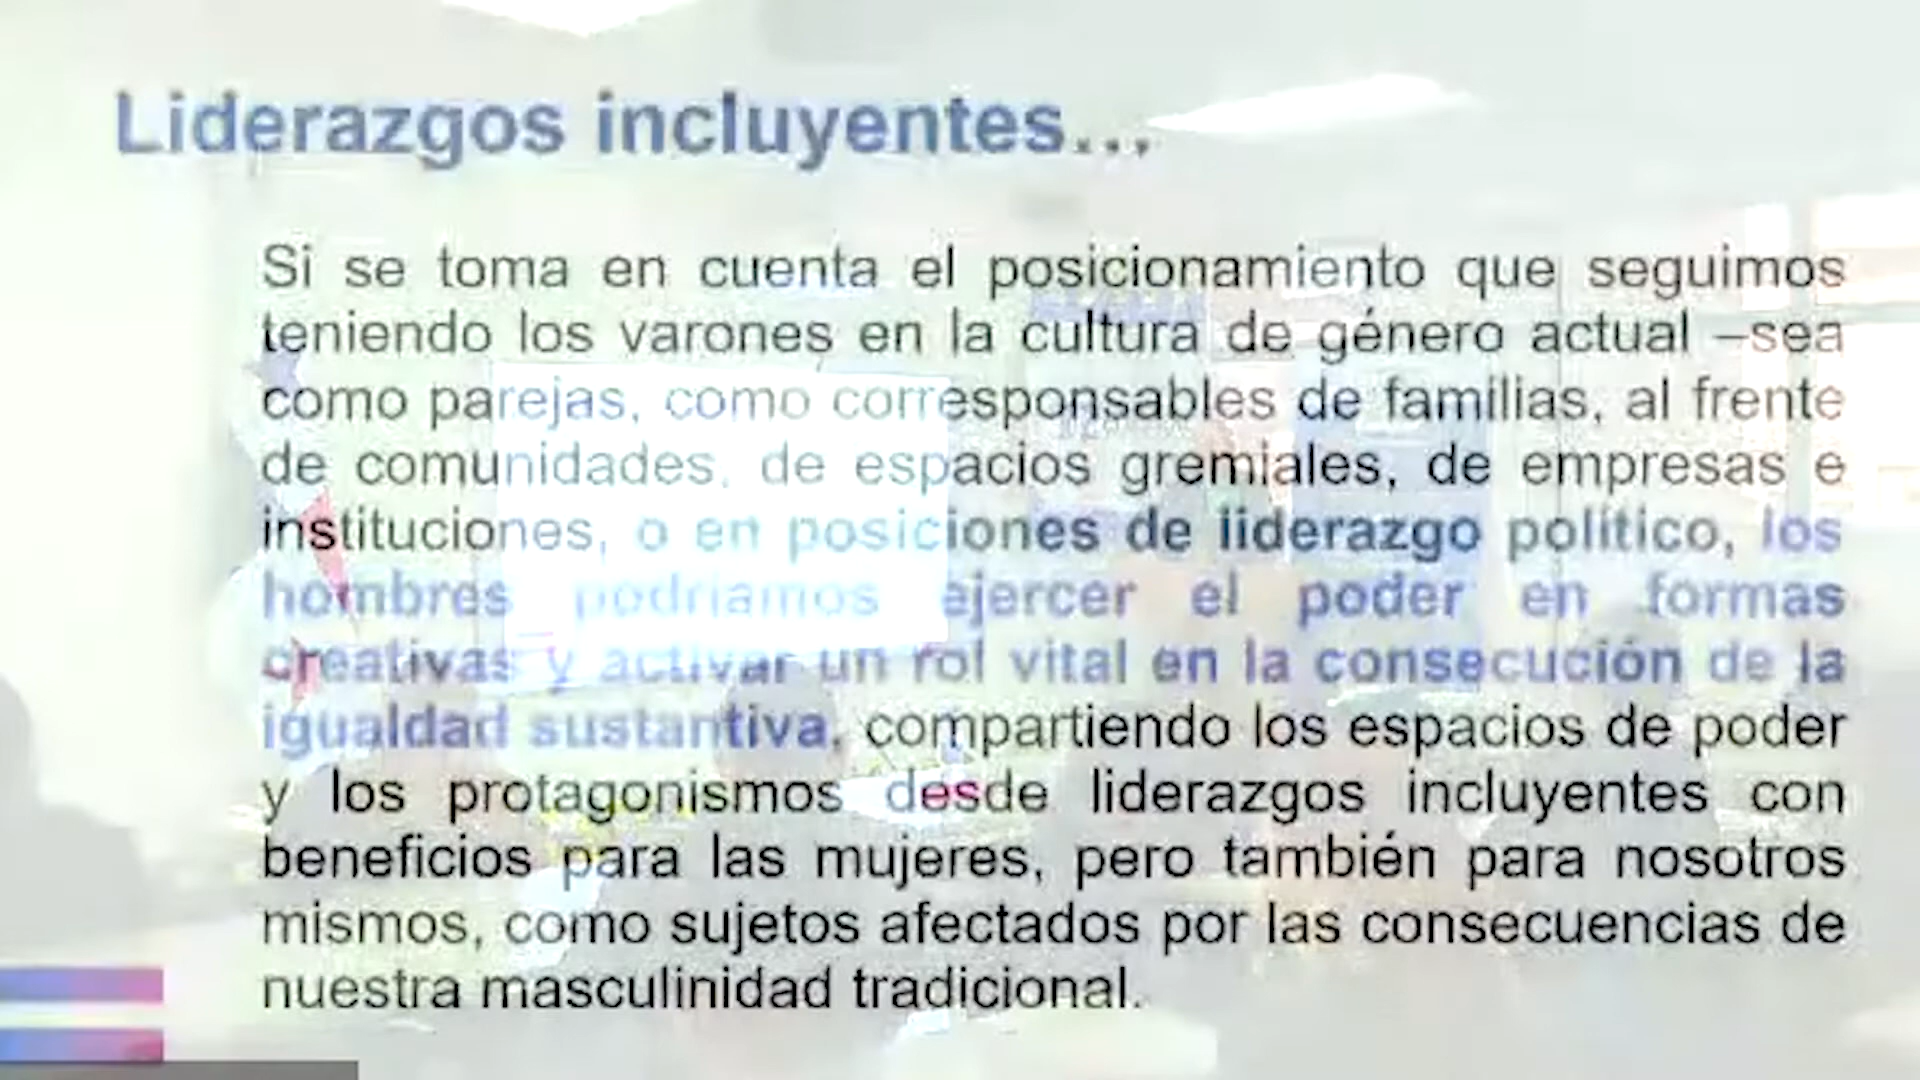 Liderazgos incluyentes...
Si se toma en cuenta el posicionamiento que seguimos
teniendo los varones en la cultura de género actual –sea
como parejas, como corresponsables de familias, al frente
de comunidades, de espacios gremiales, de empresas e
instituciones, o en posiciones de liderazgo político, los
hombres podríamos ejercer el poder en formas
creativas y activar un rol vital en la consecución de la
igualdad sustantiva, compartiendo los espacios de poder
y los protagonismos desde liderazgos incluyentes con
beneficios para las mujeres, pero también para nosotros
mismos, como sujetos afectados por las consecuencias de
nuestra masculinidad tradicional.